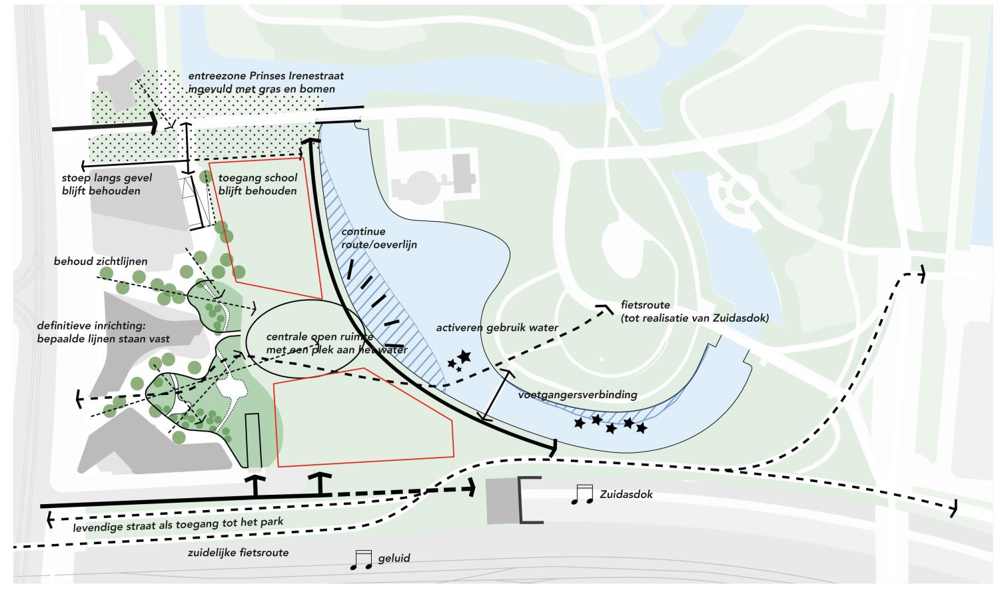 entreezone Prinses Irenestraat
ingevuld met gras en bomen
stoep langs gevel
blijft behouden
toegang school
blijft behouden
continue
route/oeverlijn
behoud zichtlijnen
fietsroute
(tot realisatie van Zuidasdok)
definitieve inrichting:
bepaalde lijnen staan vast
activeren gebruik water
centrale open ruimte
met een plek aan het water
voetgangersverbinding
Zuidasdok
levendige straat als toegang tot het park
zuidelijke fietsroute
geluid